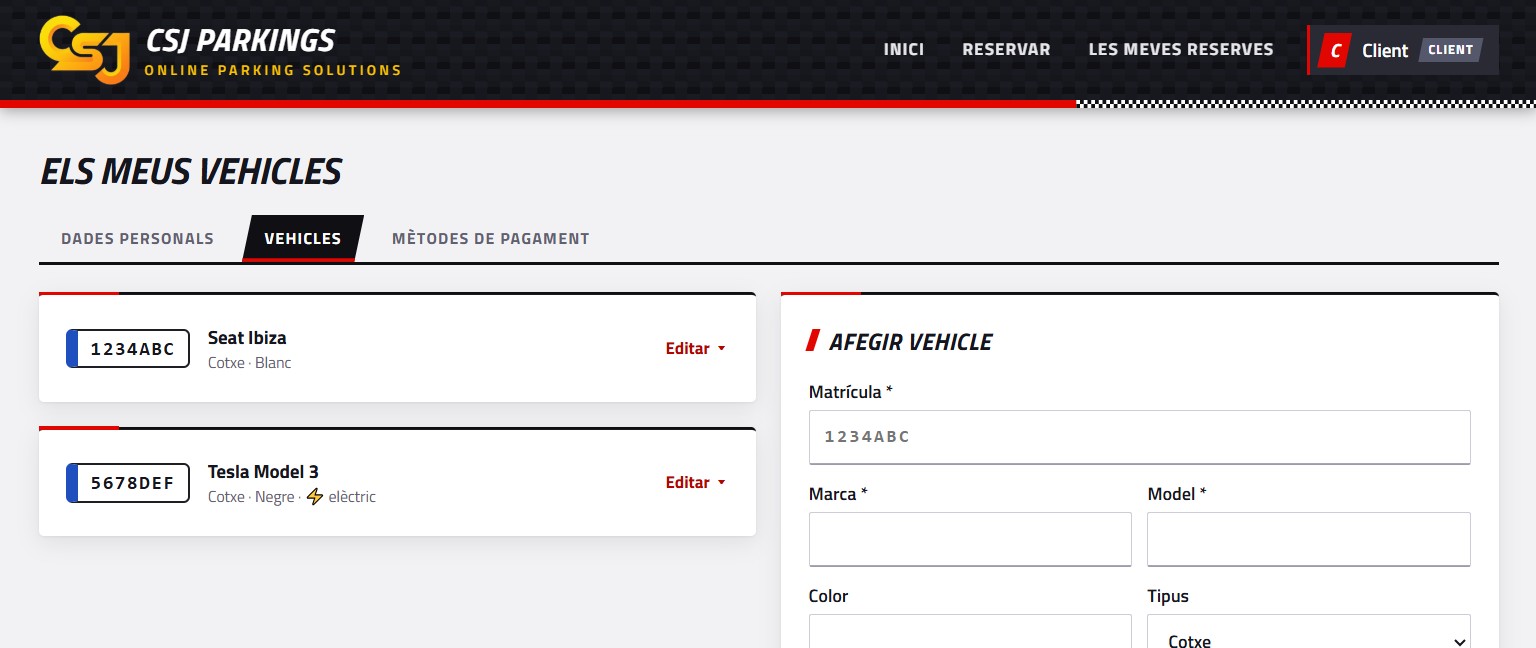 CSJ
CSJ PARKINGS
ONLINE PARKING SOLUTIONS
INICI
RESERVAR
LES MEVES RESERVES
C
Client
CLIENT
ELS MEUS VEHICLES
DADES PERSONALS
VEHICLES
MÈTODES DE PAGAMENT
1234ABC
Seat Ibiza
Cotxe · Blanc
Editar
5678DEF
Tesla Model 3
Cotxe · Negre · ⚡ elèctric
Editar
AFEGIR VEHICLE
Matrícula *
1234ABC
Marca *
Model *
Color
Tipus
Cotxe